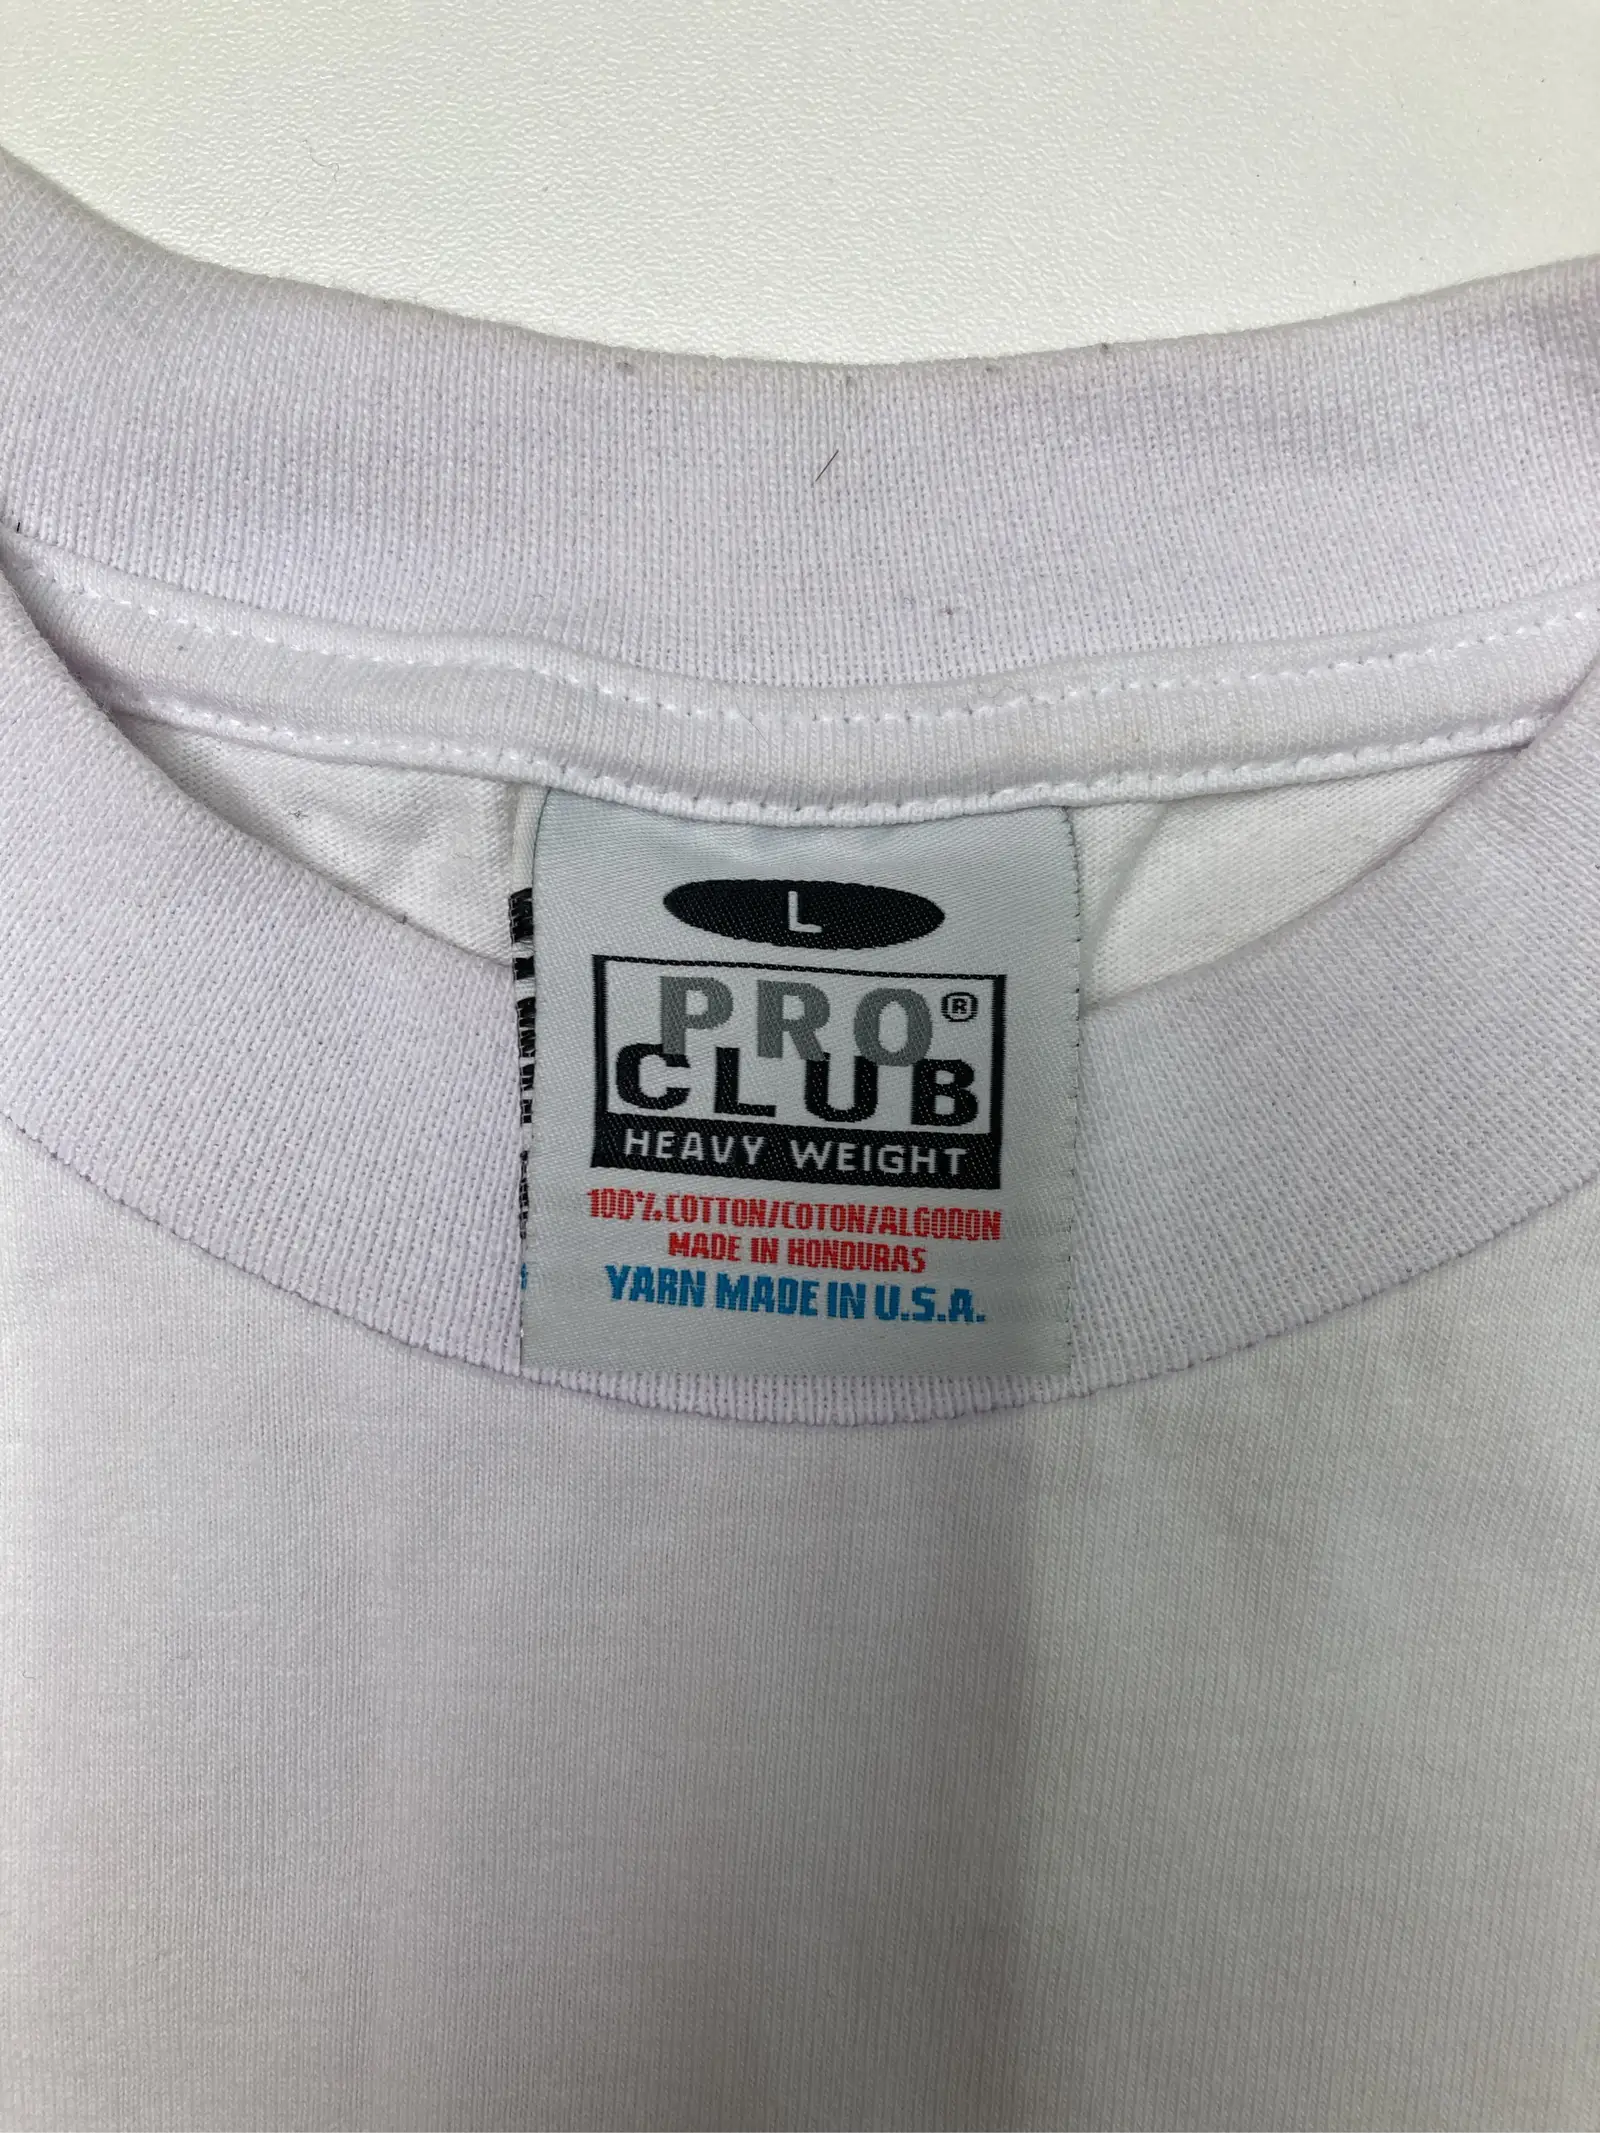 L
PRO®
CLUB
HEAVY WEIGHT
100% COTTON/COTON/ALGODON
MADE IN HONDURAS
YARN MADE IN U.S.A.